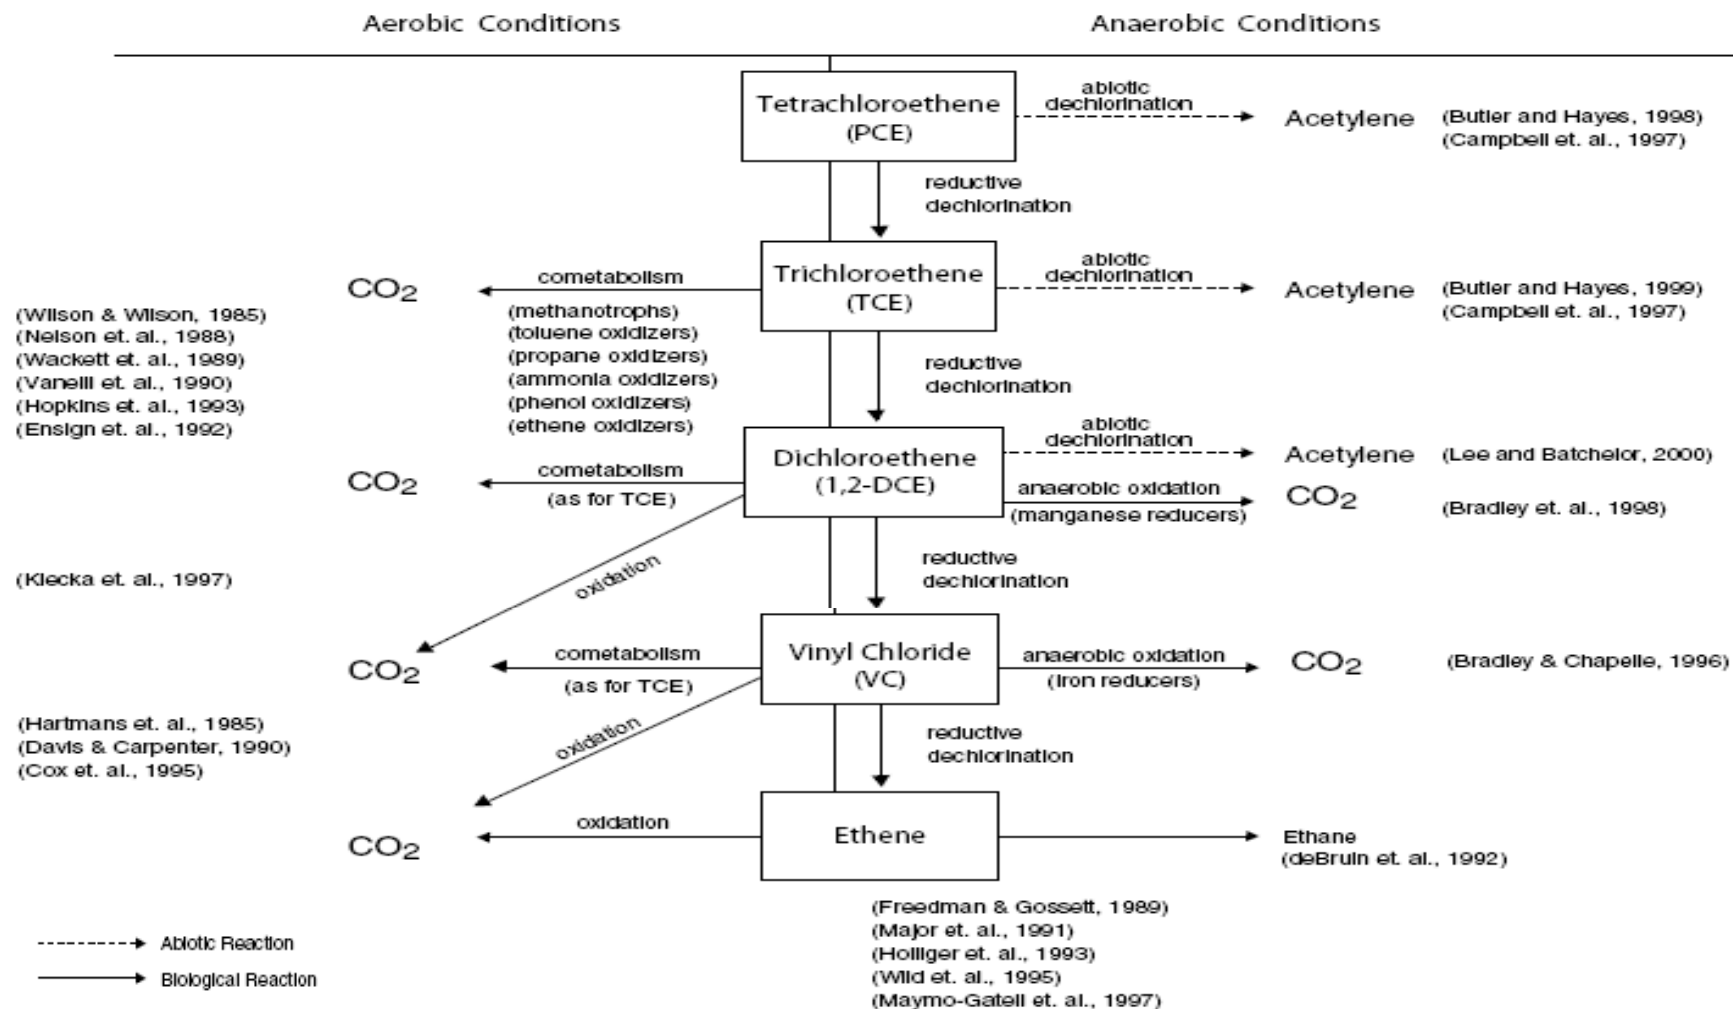 Aerobic Conditions
Anaerobic Conditions
Tetrachloroethene
(PCE)
abiotic
dechlorination
Acetylene
(Butler and Hayes, 1998)
(Campbell et. al., 1997)
reductive
dechlorination
Trichloroethene
(TCE)
abiotic
dechlorination
Acetylene
(Butler and Hayes, 1999)
(Campbell et. al., 1997)
CO2
cometabolism
(methanotrophs)
(toluene oxidizers)
(propane oxidizers)
(ammonia oxidizers)
(phenol oxidizers)
(ethene oxidizers)
(Wilson & Wilson, 1985)
(Nelson et. al., 1988)
(Wackett et. al., 1989)
(Vanelli et. al., 1990)
(Hopkins et. al., 1993)
(Ensign et. al., 1992)
reductive
dechlorination
Dichloroethene
(1,2-DCE)
abiotic
dechlorination
Acetylene
(Lee and Batchelor, 2000)
anaerobic oxidation
(manganese reducers)
CO2
(Bradley et. al., 1998)
CO2
cometabolism
(as for TCE)
oxidation
(Klecka et. al., 1997)
reductive
dechlorination
Vinyl Chloride
(VC)
anaerobic oxidation
(iron reducers)
CO2
(Bradley & Chapelle, 1996)
CO2
cometabolism
(as for TCE)
oxidation
(Hartmans et. al., 1985)
(Davis & Carpenter, 1990)
(Cox et. al., 1995)
reductive
dechlorination
Ethene
CO2
oxidation
Ethane
(deBruin et. al., 1992)
(Freedman & Gossett, 1989)
(Major et. al., 1991)
(Holliger et. al., 1993)
(Wild et. al., 1995)
(Maymo-Gatell et. al., 1997)
Abiotic Reaction
Biological Reaction